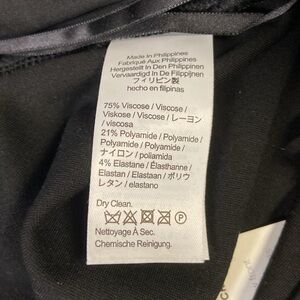 Made In Philippines
Fabriqué Aux Philippines
Hergestellt In Den Philippinen
Vervaardigd In De Filippijnen
フィリピン製
hecho en filipinas
75% Viscose / Viscose /
Viskose / Viscose / レーヨン
/ viscosa
21% Polyamide / Polyamide /
Polyamide / Polyamide /
ナイロン / poliamida
4% Elastane / Élasthanne /
Elastan / Elastaan / ポリウ
レタン / elastano
Dry Clean.
P
Nettoyage À Sec.
Chemische Reinigung.